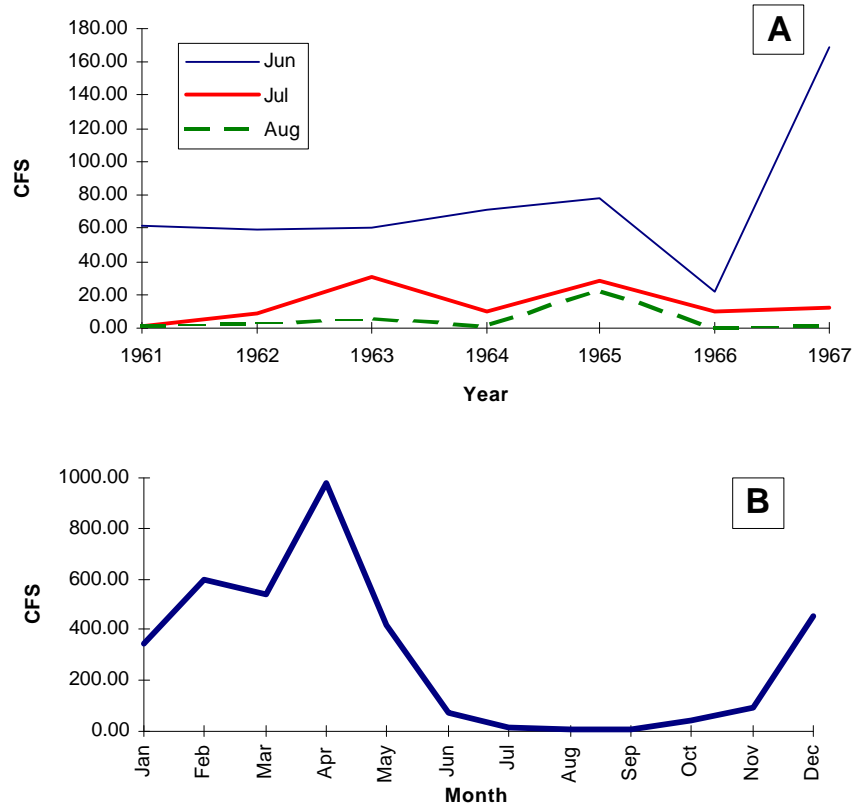 A
180.00
160.00
140.00
120.00
100.00
80.00
60.00
40.00
20.00
0.00
CFS
Jun
Jul
Aug
1961 1962 1963 1964 1965 1966 1967
Year
B
1000.00
800.00
600.00
400.00
200.00
0.00
CFS
Jan Feb Mar Apr May Jun Jul Aug Sep Oct Nov Dec
Month